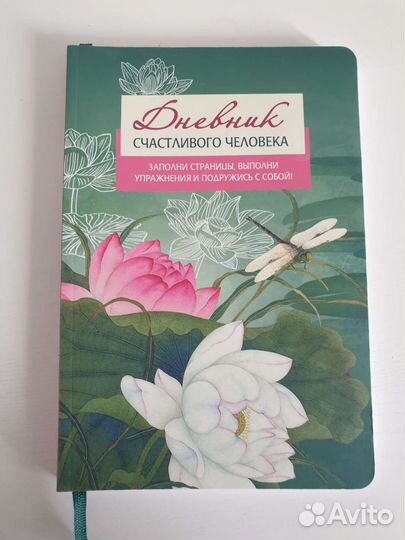 Дневник
СЧАСТЛИВОГО ЧЕЛОВЕКА
ЗАПОЛНИ СТРАНИЦЫ, ВЫПОЛНИ
УПРАЖНЕНИЯ И ПОДРУЖИСЬ С СОБОЙ!
Avito